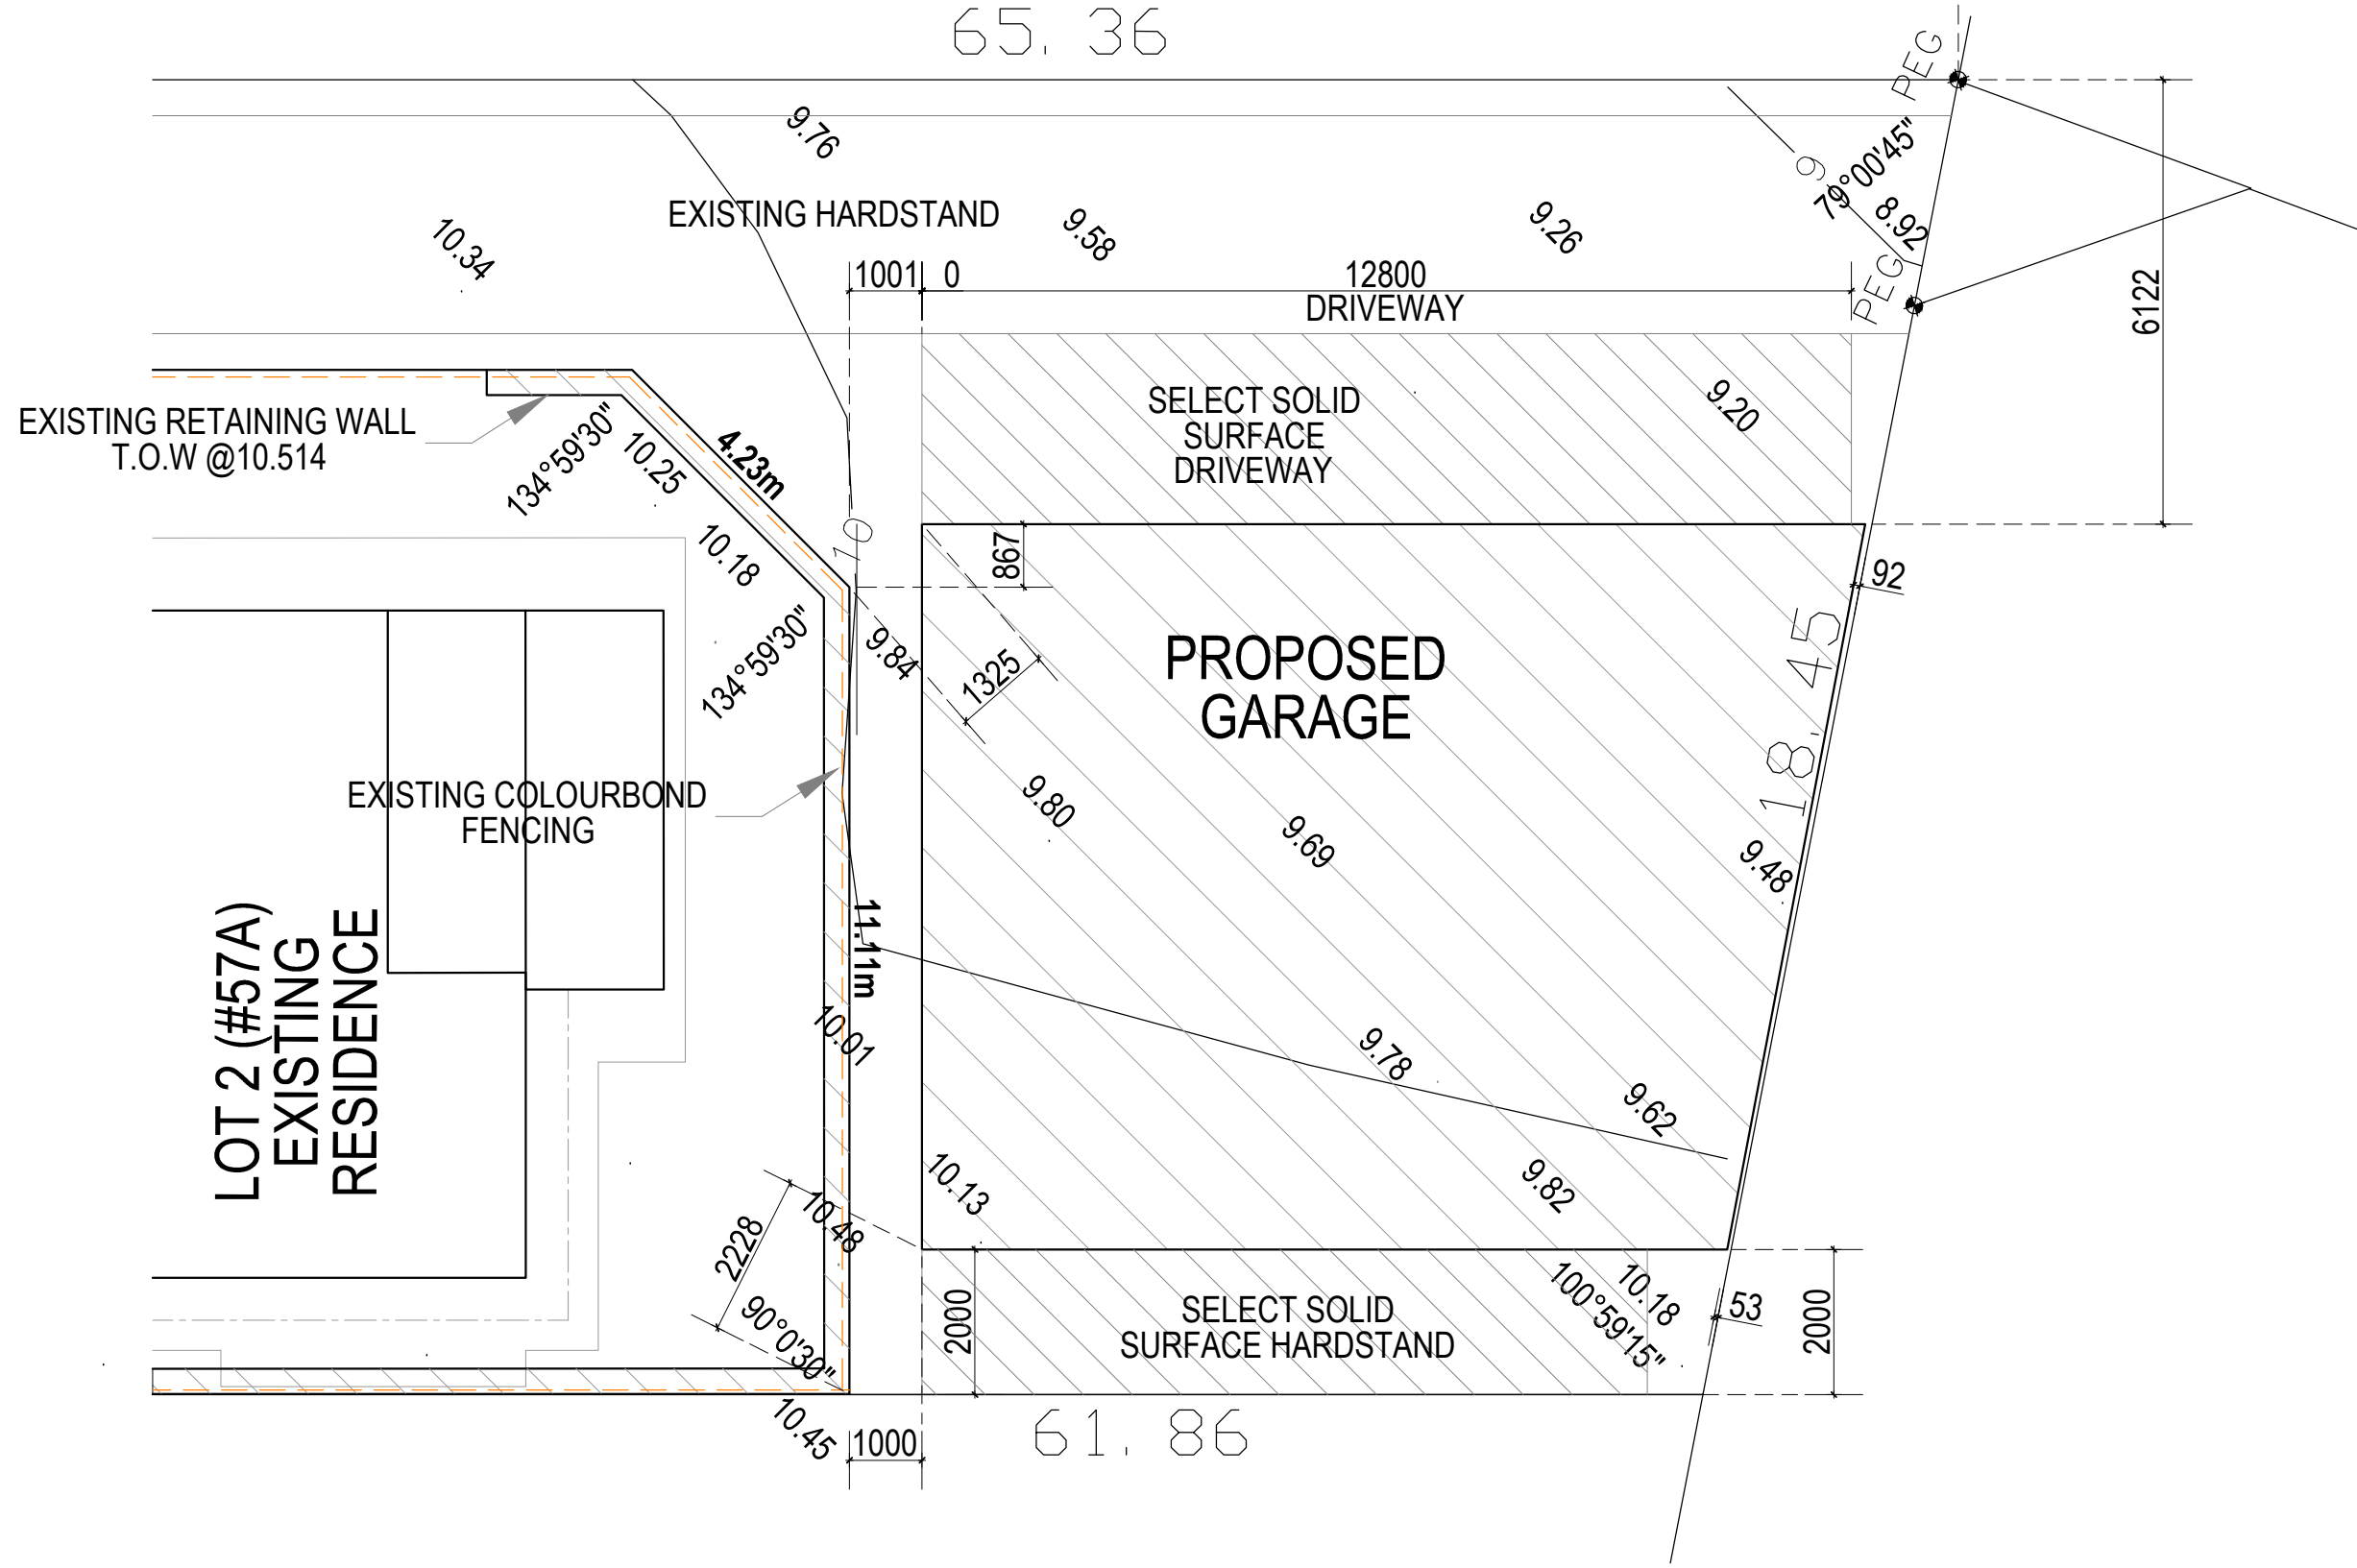 65. 36
PEG
9.76
9
79°00'45"
EXISTING HARDSTAND
9.58
9.26
8.92
10.34
1001
0
12800
DRIVEWAY
PEG
6122
SELECT SOLID
SURFACE
DRIVEWAY
9.20
EXISTING RETAINING WALL
T.O.W @10.514
134°59'30"
10.25
4.23m
10
10.18
867
92
134°59'30"
9.84
1325
PROPOSED
GARAGE
18.45
EXISTING COLOURBOND
FENCING
9.80
9.69
9.48
11.11m
LOT 2 (#57A)
EXISTING
RESIDENCE
10.01
9.78
9.62
10.13
9.82
10.48
2228
90°0'30"
2000
SELECT SOLID
SURFACE HARDSTAND
100°59'15"
10.18
53
2000
10.45
1000
61. 86